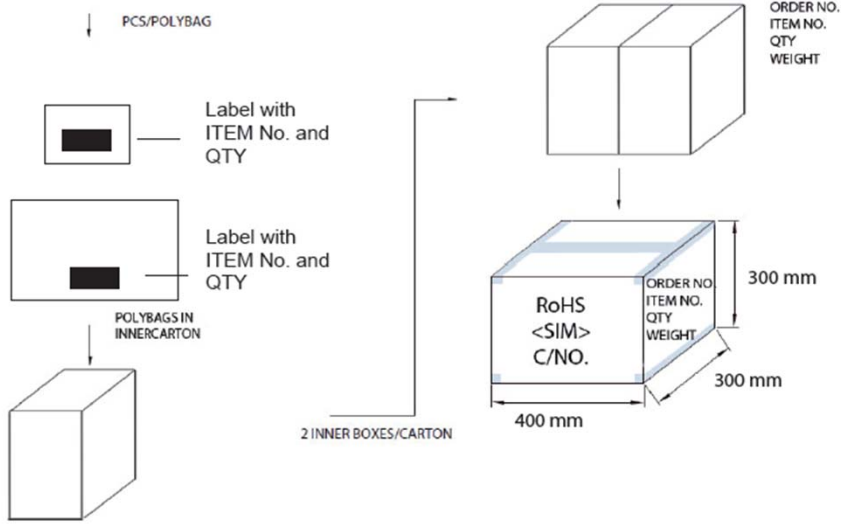 PCS/POLYBAG
Label with
ITEM No. and
QTY
Label with
ITEM No. and
QTY
POLYBAGS IN
INNERCARTON
2 INNER BOXES/CARTON
ORDER NO.
ITEM NO.
QTY
WEIGHT
RoHS
<SIM>
C/NO.
ORDER NO.
ITEM NO.
QTY
WEIGHT
300 mm
300 mm
400 mm